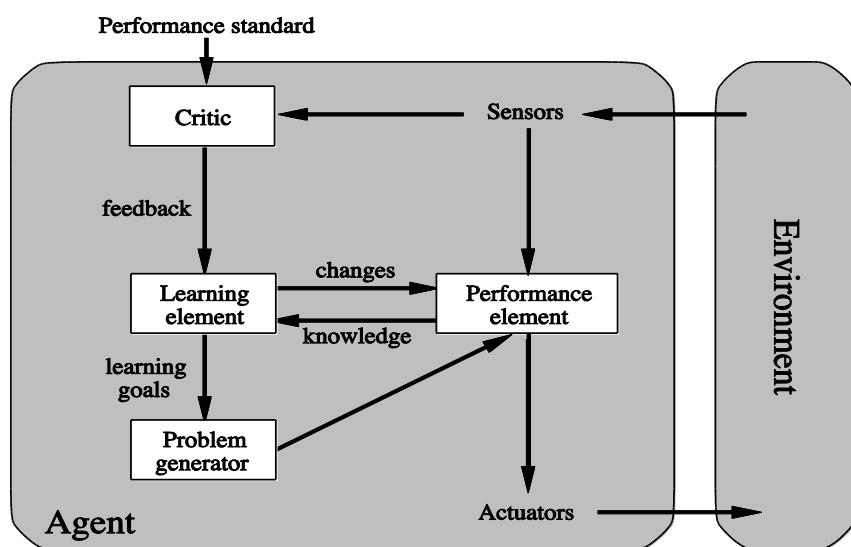 Performance standard
Critic
Sensors
feedback
changes
Learning
element
Performance
element
knowledge
learning
goals
Problem
generator
Agent
Actuators
Environment